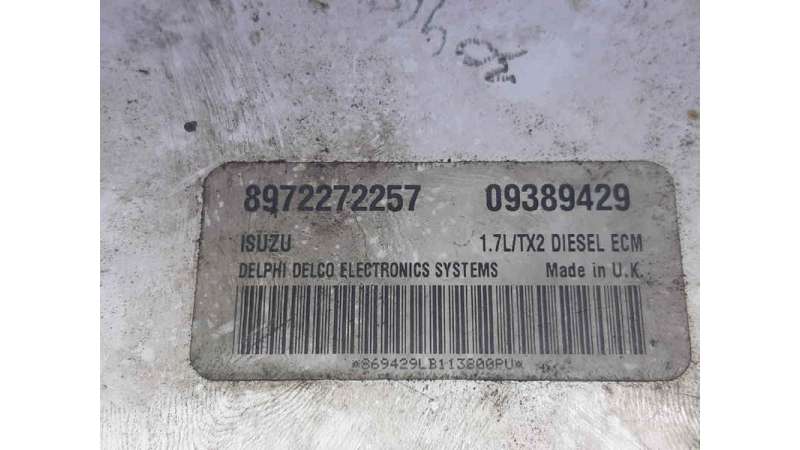 8972272257 09389429
ISUZU 1.7L/TX2 DIESEL ECM
DELPHI DELCO ELECTRONICS SYSTEMS Made in U.K.
*869429LB113800PU*